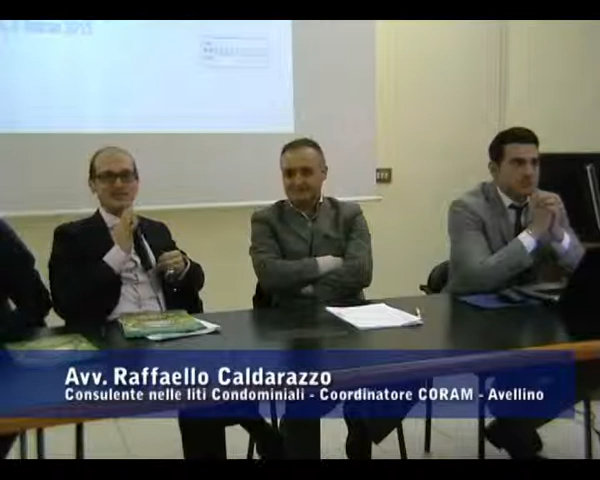 Avv. Raffaello Caldarazzo
Consulente nelle liti Condominiali - Coordinatore CORAM - Avellino